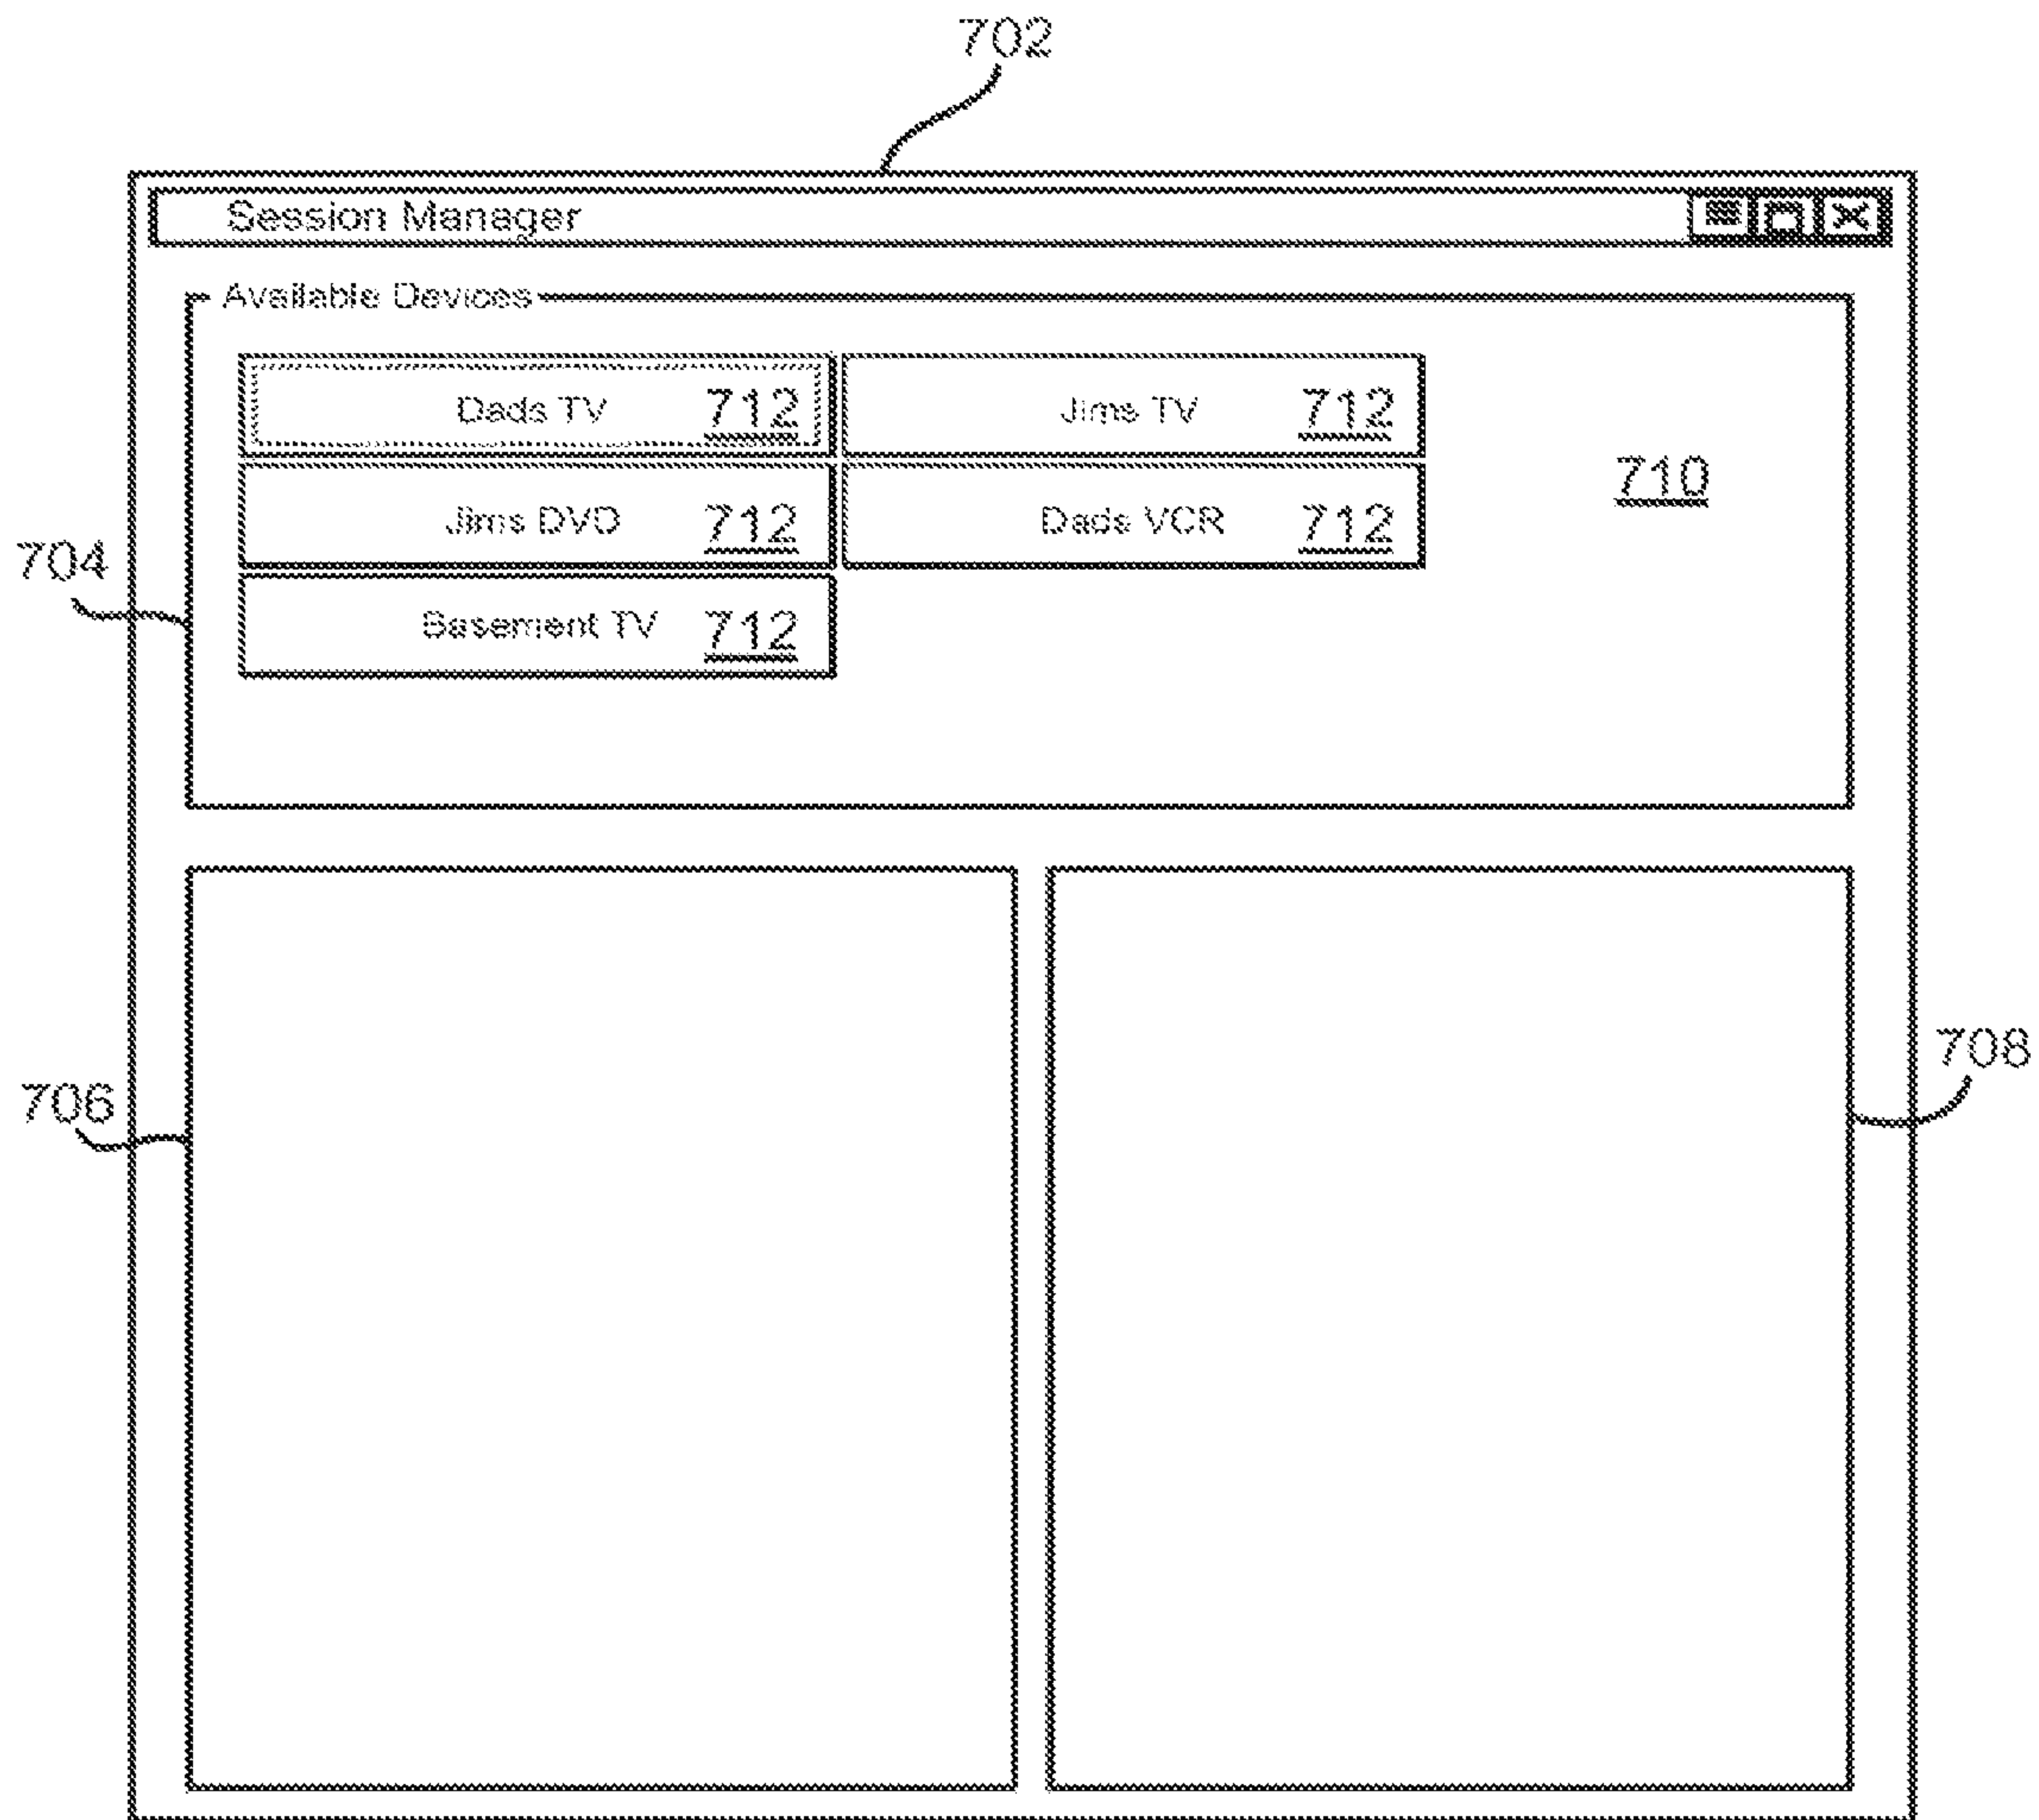 702
Session Manager
Available Devices
Dads TV 712 Jims TV 712
710
Jims DVD 712 Dads VCR 712
704
Basement TV 712
708
706